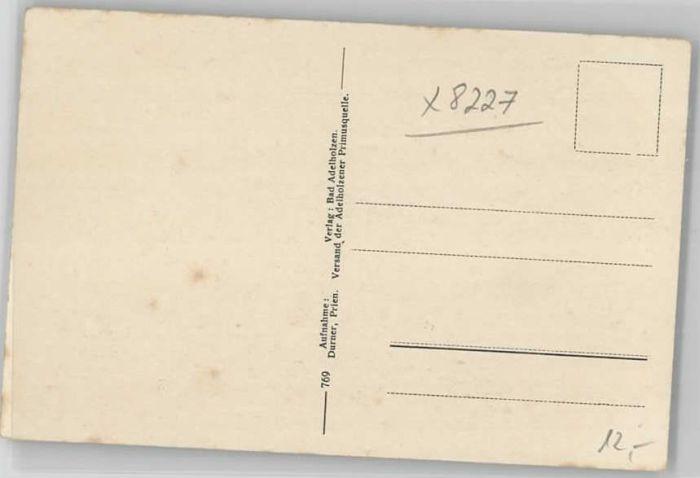 x 8227
769
Aufnahme:
Durner, Prien.
Verlag: Bad Adelholzen.
Versand der Adelholzener Primusquelle.
12,-